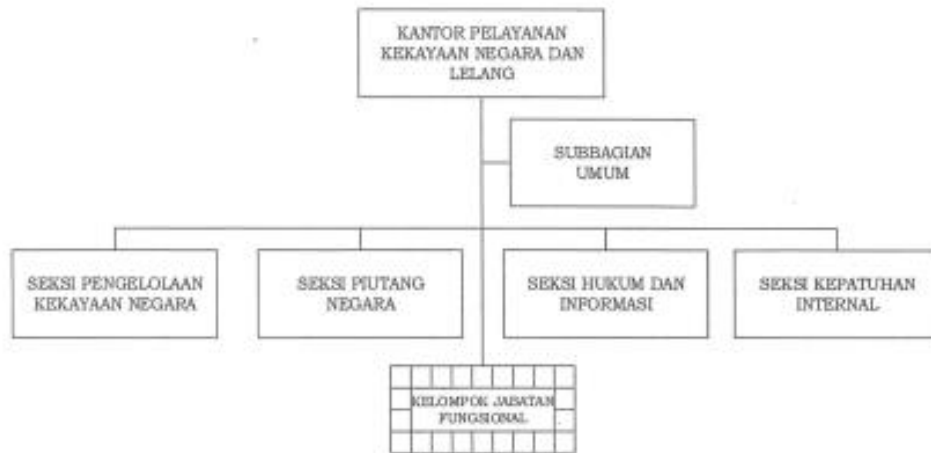 KANTOR PELAYANAN
KEKAYAAN NEGARA DAN
LELANG
SUBBAGIAN
UMUM
SEKSI PENGELOLAAN
KEKAYAAN NEGARA
SEKSI PIUTANG
NEGARA
SEKSI HUKUM DAN
INFORMASI
SEKSI KEPATUHAN
INTERNAL
KELOMPOK JABATAN
FUNGSIONAL